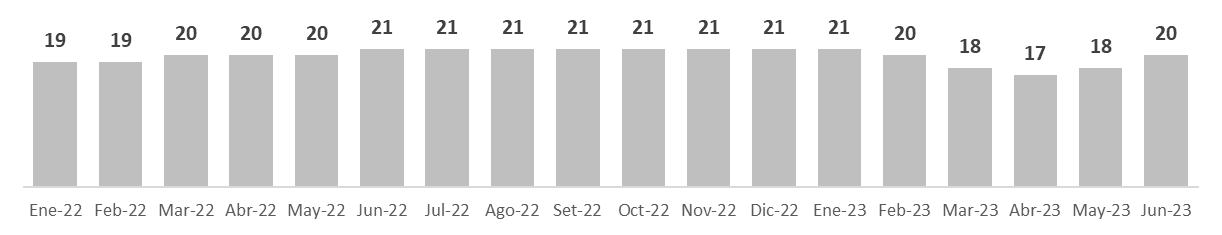 19 19 20 20 20 21 21 21 21 21 21 21 21 20 18 17 18 20
Ene-22 Feb-22 Mar-22 Abr-22 May-22 Jun-22 Jul-22 Ago-22 Set-22 Oct-22 Nov-22 Dic-22 Ene-23 Feb-23 Mar-23 Abr-23 May-23 Jun-23